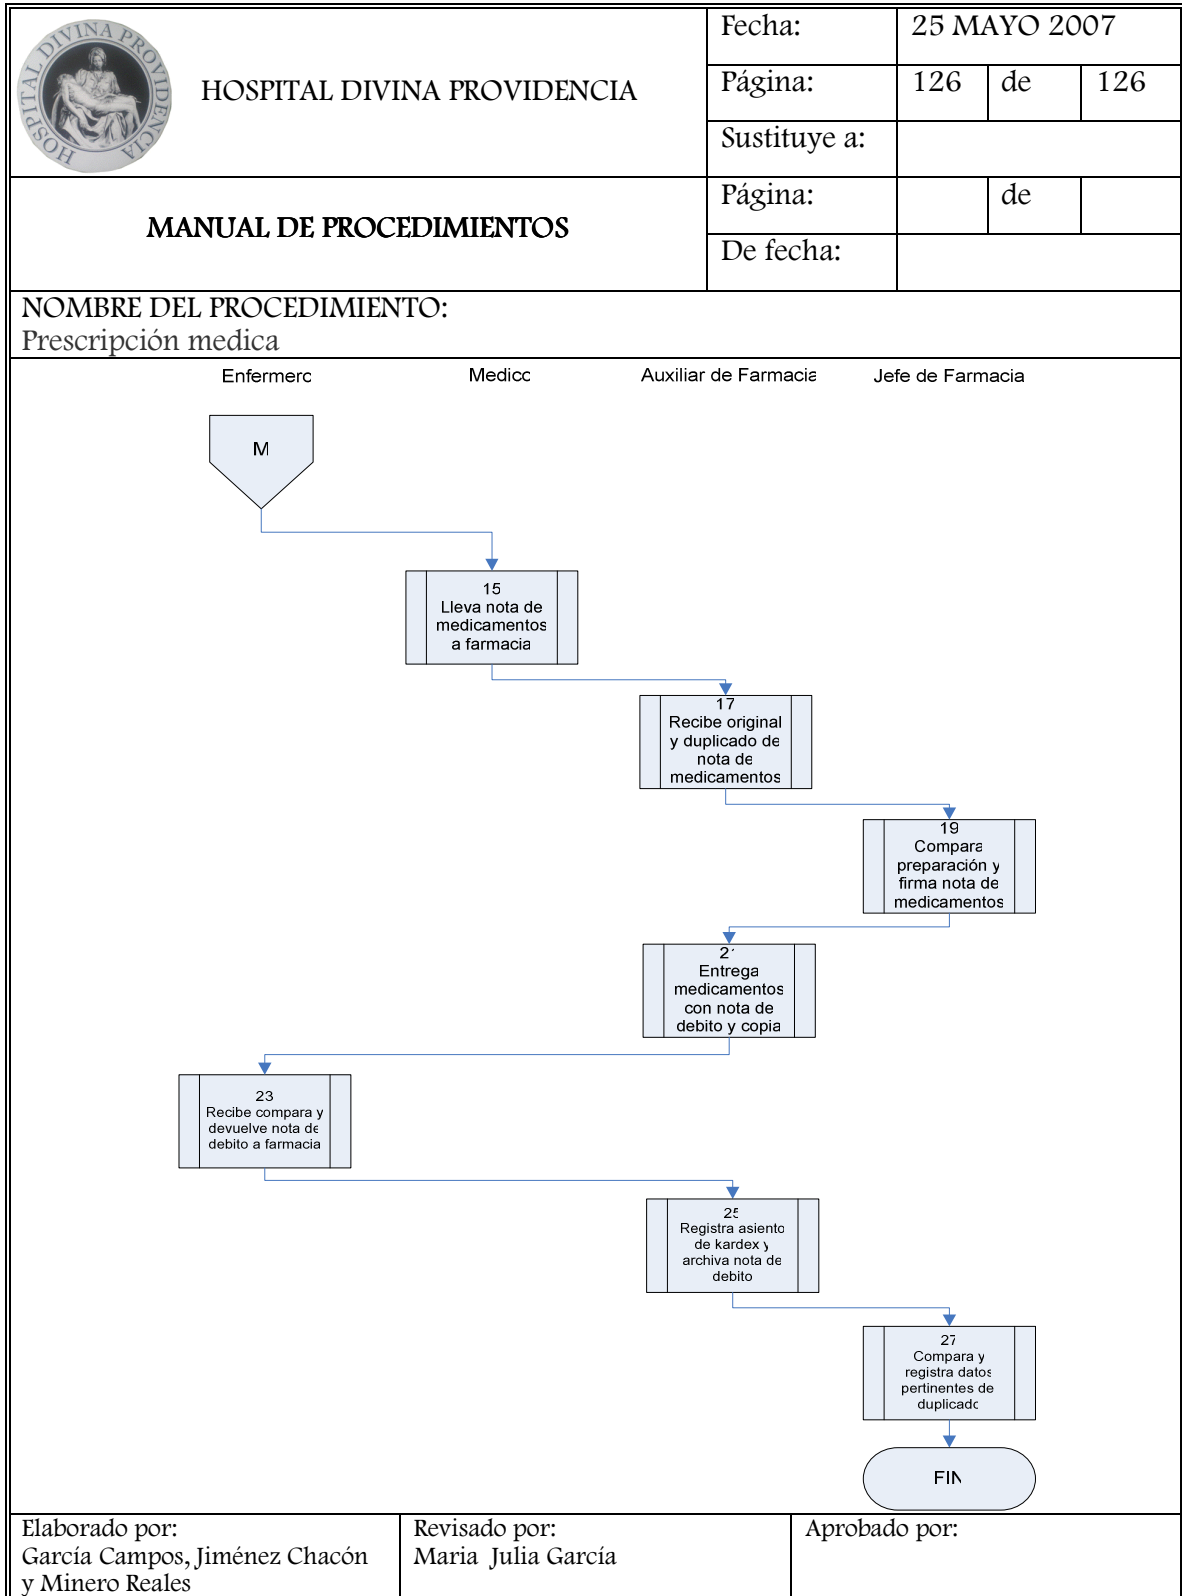 HOSPITAL DIVINA PROVIDENCIA
HOSPITAL DIVINA PROVIDENCIA
Fecha: 25 MAYO 2007
Página: 126 de 126
Sustituye a:
MANUAL DE PROCEDIMIENTOS
Página: de
De fecha:
NOMBRE DEL PROCEDIMIENTO:
Prescripción medica
Enfermero Medico Auxiliar de Farmacia Jefe de Farmacia
M
15
Lleva nota de
medicamentos
a farmacia
17
Recibe original
y duplicado de
nota de
medicamentos
19
Compara
preparación y
firma nota de
medicamentos
21
Entrega
medicamentos
con nota de
debito y copia
23
Recibe compara y
devuelve nota de
debito a farmacia
25
Registra asiento
de kardex y
archiva nota de
debito
27
Compara y
registra datos
pertinentes de
duplicado
FIN
Elaborado por:
García Campos, Jiménez Chacón
y Minero Reales
Revisado por:
Maria Julia García
Aprobado por: